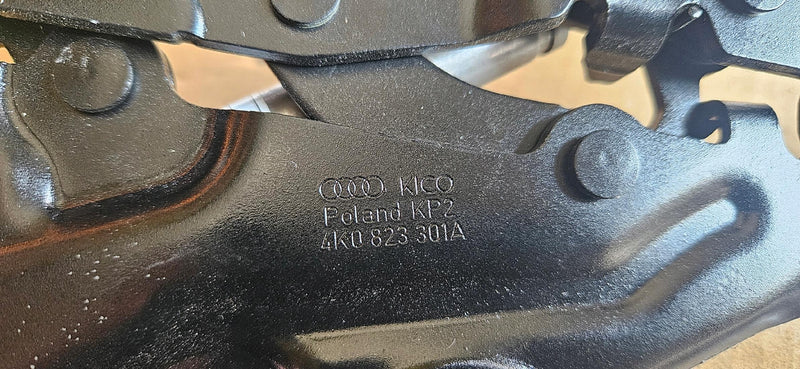 KICO
Poland KP2
4K0 823 301A